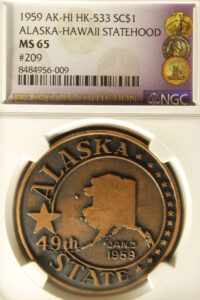 1959 AK-HI HK-533 SC$1
ALASKA-HAWAII STATEHOOD
MS 65
#209
8484956-009
NGC
ALASKA
49th
JAN. 3
1959
STATE